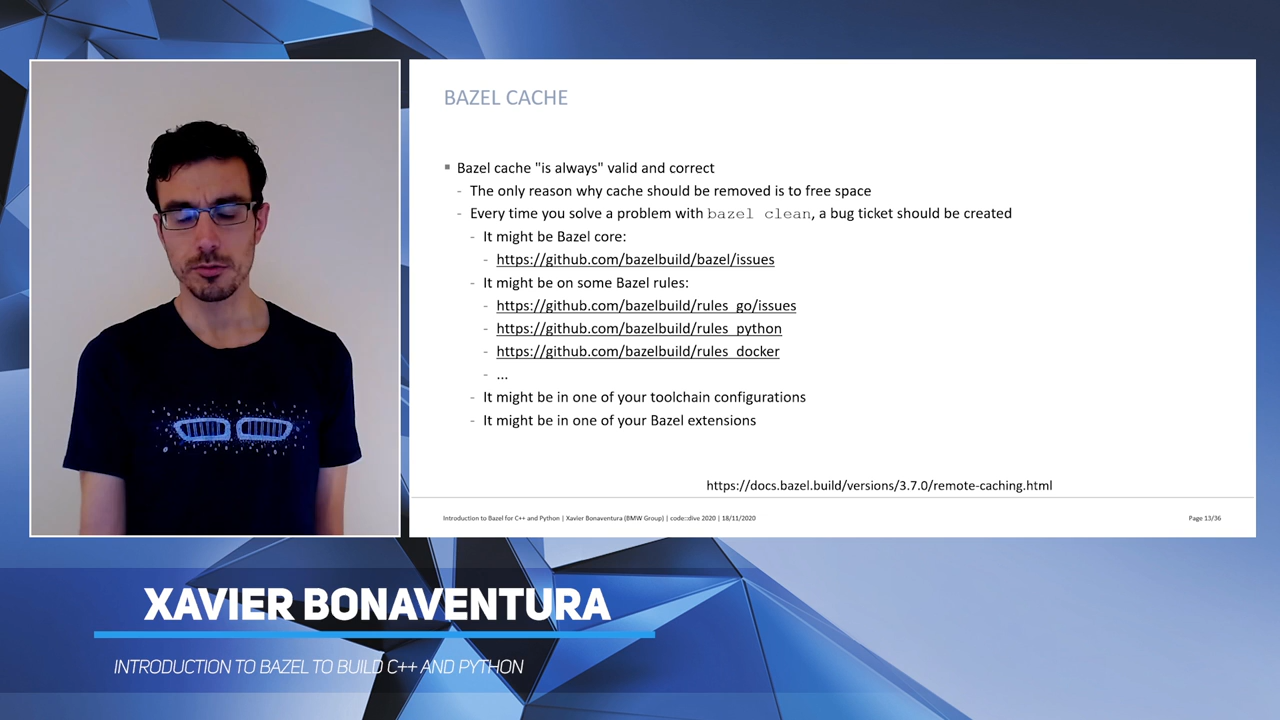 BAZEL CACHE
▪ Bazel cache "is always" valid and correct
- The only reason why cache should be removed is to free space
- Every time you solve a problem with bazel clean, a bug ticket should be created
- It might be Bazel core:
- https://github.com/bazelbuild/bazel/issues
- It might be on some Bazel rules:
- https://github.com/bazelbuild/rules_go/issues
- https://github.com/bazelbuild/rules_python
- https://github.com/bazelbuild/rules_docker
- ...
- It might be in one of your toolchain configurations
- It might be in one of your Bazel extensions
https://docs.bazel.build/versions/3.7.0/remote-caching.html
Introduction to Bazel for C++ and Python | Xavier Bonaventura (BMW Group) | code::dive 2020 | 18/11/2020
Page 13/36
XAVIER BONAVENTURA
INTRODUCTION TO BAZEL TO BUILD C++ AND PYTHON